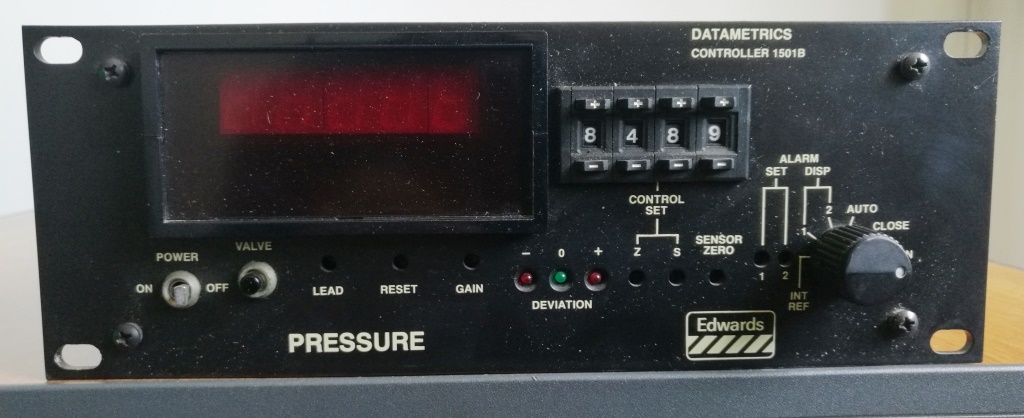 DATAMETRICS
CONTROLLER 1501B
+ + + +
8 4 8 9
- - - -
CONTROL
SET
ALARM
SET DISP
1 2
AUTO
CLOSE
SENSOR
ZERO
Z S
1 2
INT
REF
POWER
ON OFF
VALVE
LEAD
RESET
GAIN
- 0 +
DEVIATION
PRESSURE
Edwards